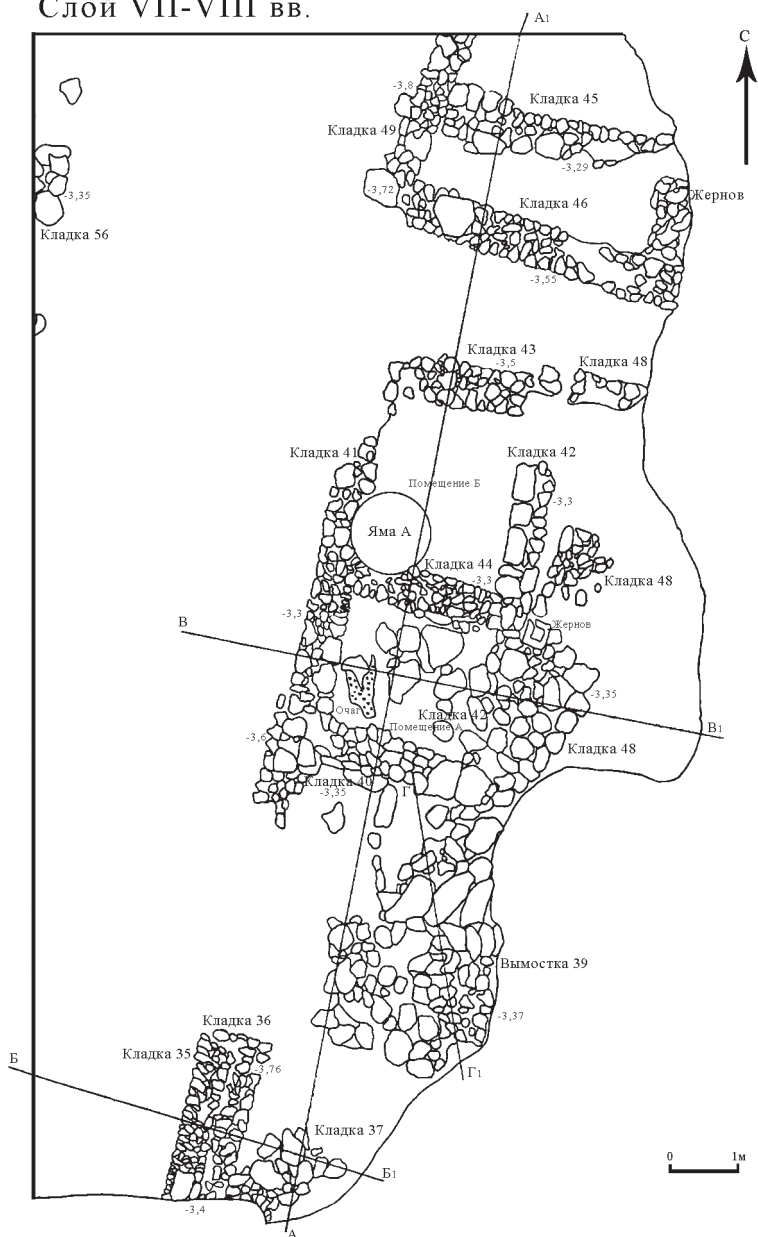 Слои VII-VIII вв.
А1
С
-3,8
Кладка 45
Кладка 49
-3,29
-3,72
Жернов
-3,35
Кладка 46
Кладка 56
-3,55
Кладка 43
-3,5
Кладка 48
Кладка 41
Кладка 42
Помещение Б
-3,3
Яма А
Кладка 44
-3,3
Кладка 48
-3,3
В
Жернов
-3,35
Очаг
Кладка 42
Помещение А
В1
-3,6
Кладка 48
Кладка 40
-3,35
Г
Вымостка 39
-3,37
Кладка 36
Кладка 35
Б
-3,76
Г1
Кладка 37
0 1м
Б1
-3,4
А